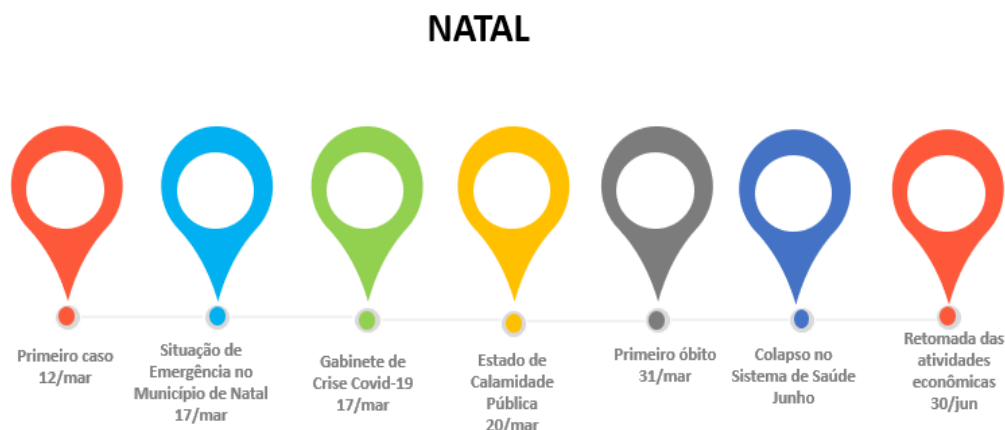 NATAL
Primeiro caso
12/mar
Situação de
Emergência no
Município de Natal
17/mar
Gabinete de
Crise Covid-19
17/mar
Estado de
Calamidade
Pública
20/mar
Primeiro óbito
31/mar
Colapso no
Sistema de Saúde
Junho
Retomada das
atividades
econômicas
30/jun